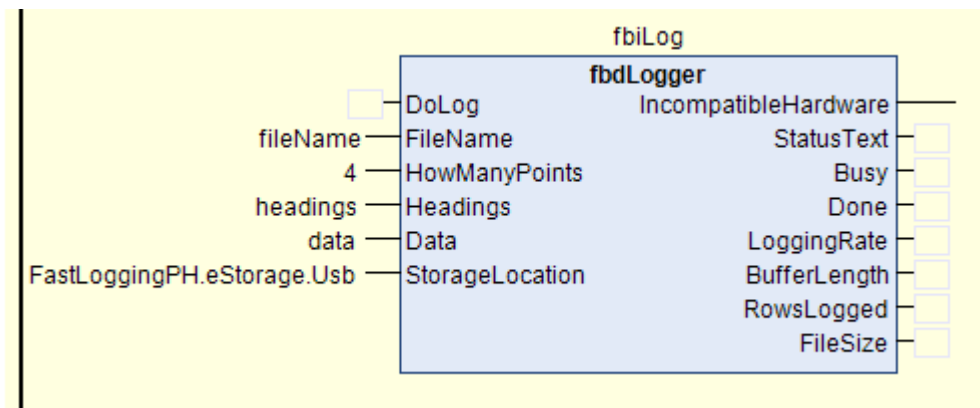 fbiLog
fbdLogger
DoLog IncompatibleHardware
fileName FileName StatusText
4 HowManyPoints Busy
headings Headings Done
data Data LoggingRate
FastLoggingPH.eStorage.Usb StorageLocation BufferLength
RowsLogged
FileSize